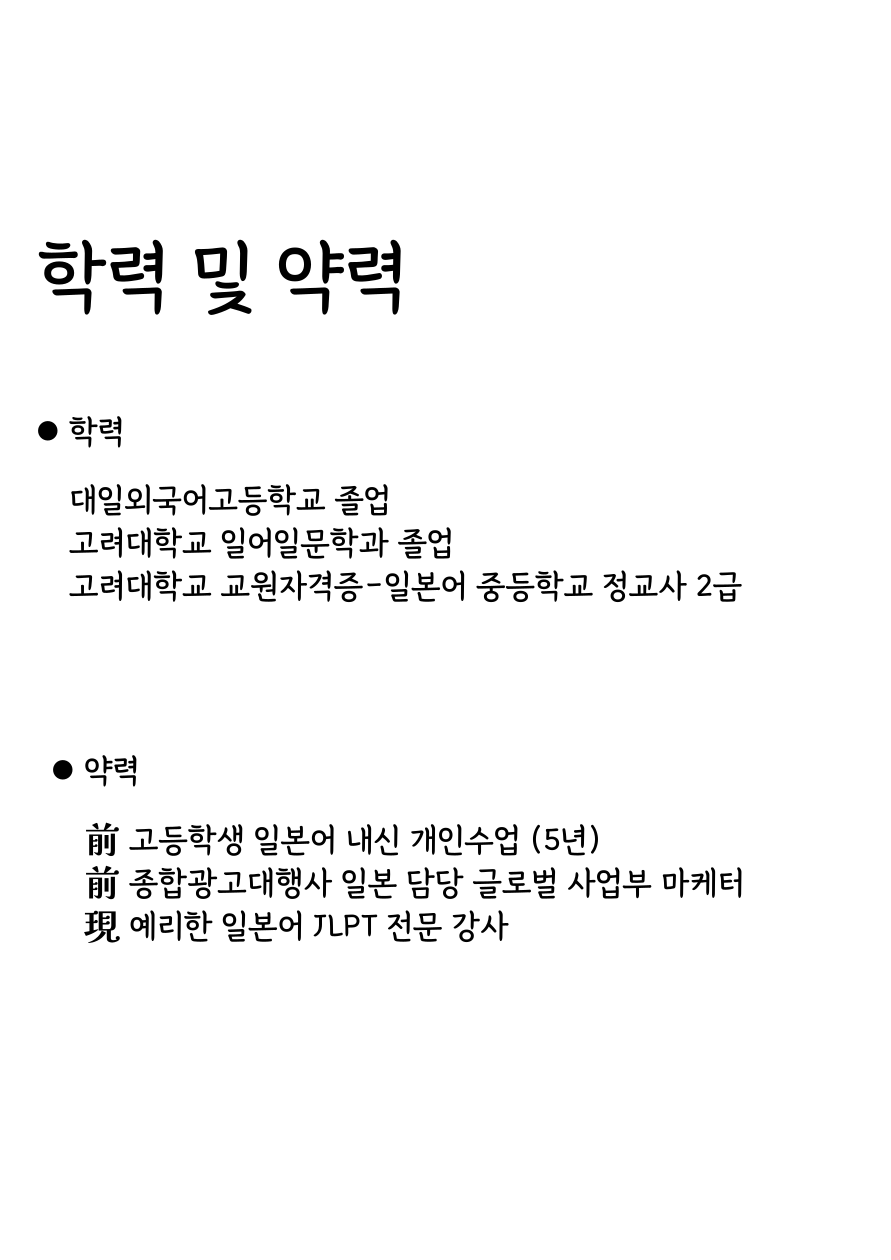 학력 및 약력
● 학력
대일외국어고등학교 졸업
고려대학교 일어일문학과 졸업
고려대학교 교원자격증-일본어 중등학교 정교사 2급
● 약력
前 고등학생 일본어 내신 개인수업 (5년)
前 종합광고대행사 일본 담당 글로벌 사업부 마케터
現 예리한 일본어 JLPT 전문 강사